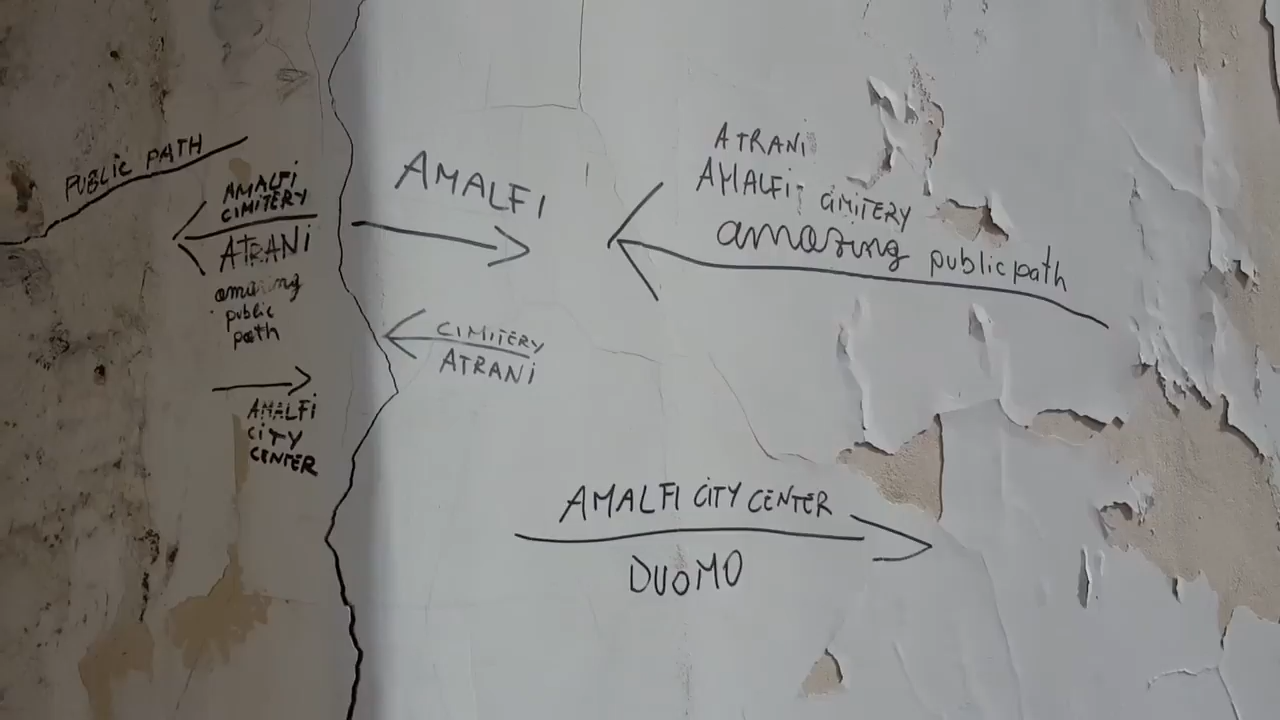 PUBLIC PATH
AMALFI
CIMITERY
ATRANI
amazing
public
path
AMALFI
CITY
CENTER
AMALFI
CIMITERY
ATRANI
ATRANI
AMALFI CIMITERY
amazing public path
AMALFI CITY CENTER
DUOMO